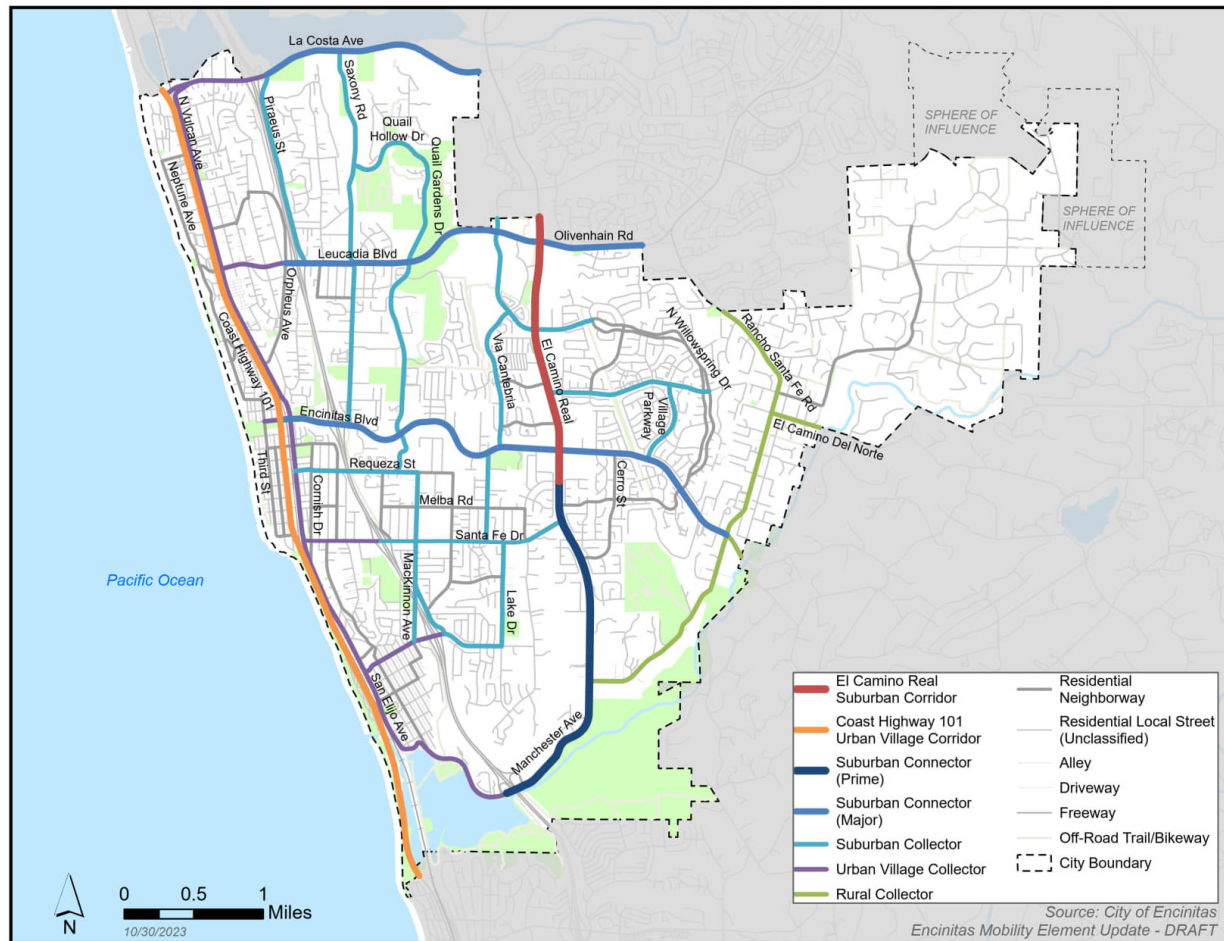 La Costa Ave
Saxony Rd
Piraeus St
N Vulcan Ave
Neptune Ave
Quail
Hollow Dr
Quail Gardens Dr
SPHERE OF
INFLUENCE
SPHERE OF
INFLUENCE
Olivenhain Rd
Leucadia Blvd
Orpheus Ave
Coast Highway 101
Via Cantebria
El Camino Real
N Willowspring Dr
Rancho Santa Fe Rd
Village
Parkway
El Camino Del Norte
Encinitas Blvd
Third St
Cornish Dr
Requeza St
Melba Rd
Cerro St
Santa Fe Dr
MacKinnon Ave
Lake Dr
Pacific Ocean
San Elijo Ave
Manchester Ave
El Camino Real
Suburban Corridor
Coast Highway 101
Urban Village Corridor
Suburban Connector
(Prime)
Suburban Connector
(Major)
Suburban Collector
Urban Village Collector
Rural Collector
Residential
Neighborway
Residential Local Street
(Unclassified)
Alley
Driveway
Freeway
Off-Road Trail/Bikeway
City Boundary
0 0.5 1
Miles
N
10/30/2023
Source: City of Encinitas
Encinitas Mobility Element Update - DRAFT